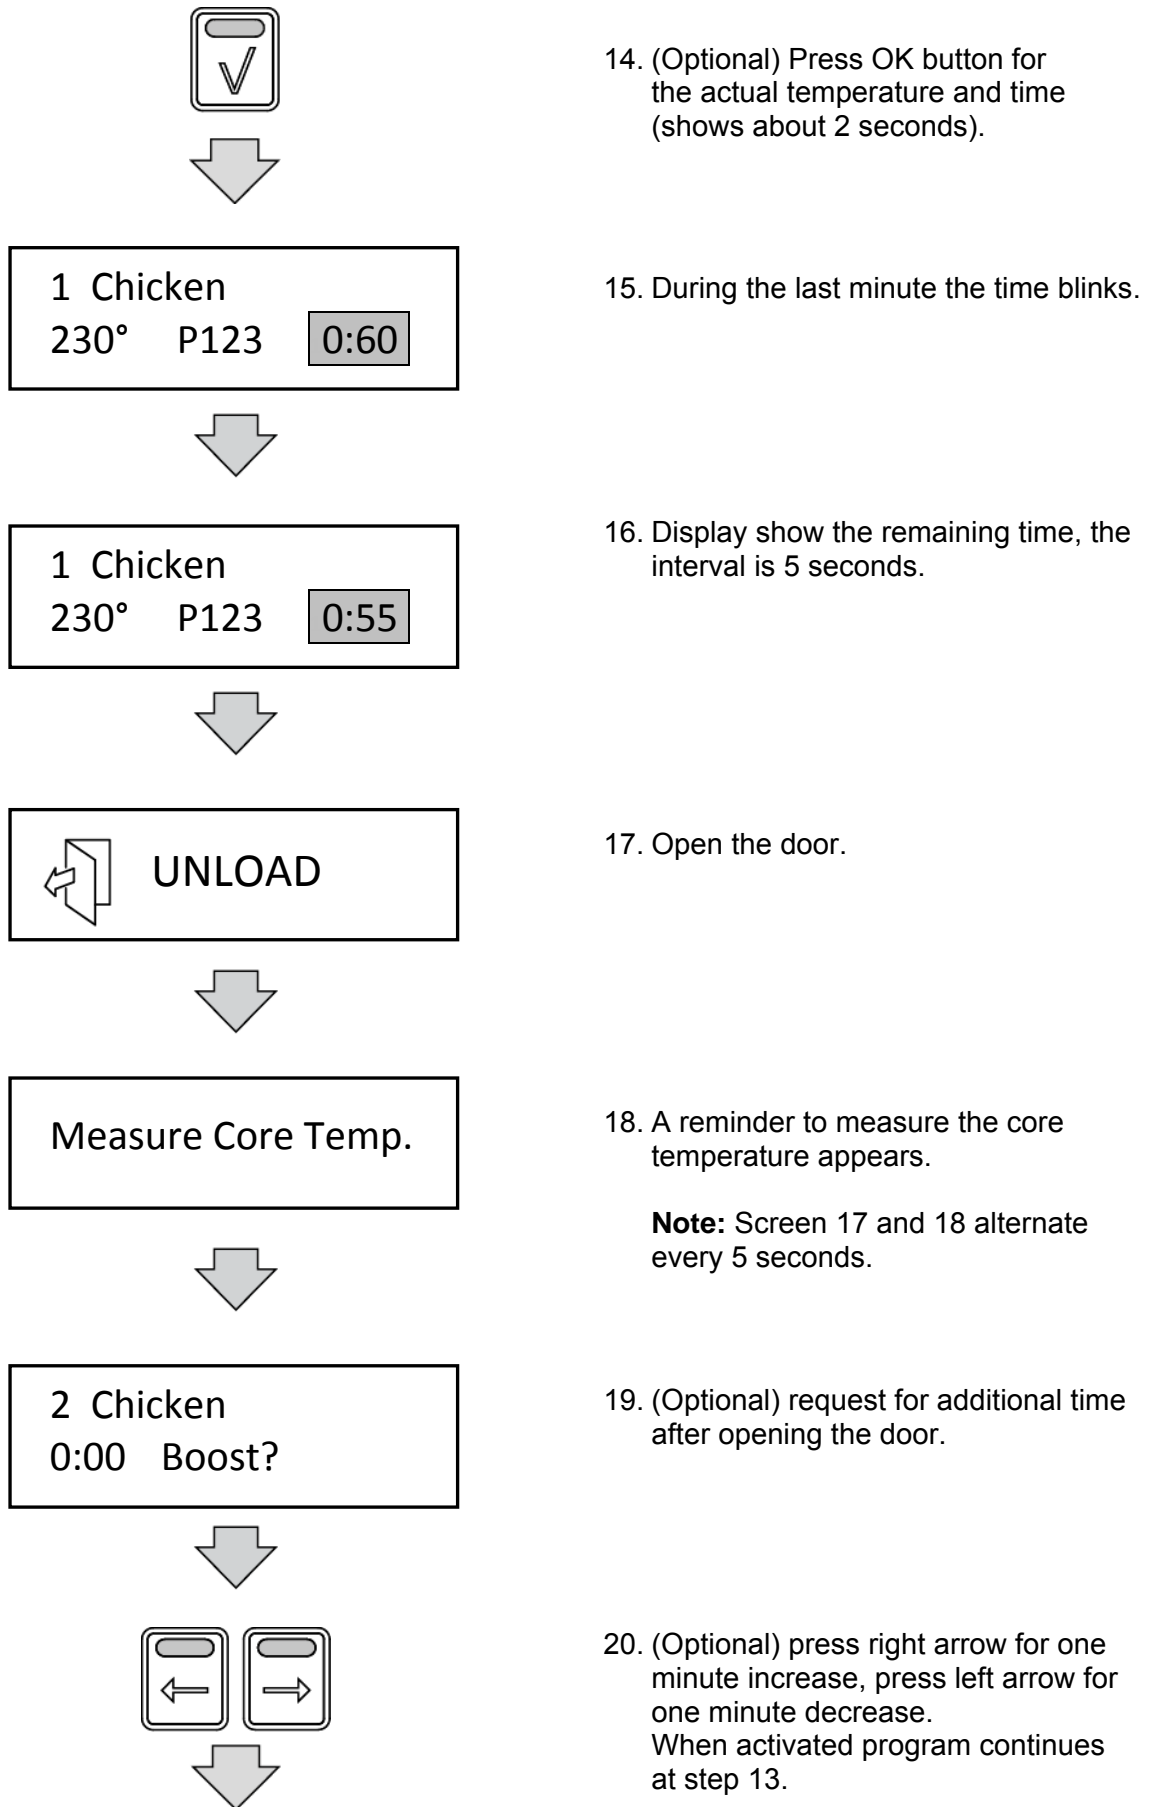 14. (Optional) Press OK button for
the actual temperature and time
(shows about 2 seconds).
1 Chicken
230° P123 0:60
15. During the last minute the time blinks.
1 Chicken
230° P123 0:55
16. Display show the remaining time, the
interval is 5 seconds.
UNLOAD
17. Open the door.
Measure Core Temp.
18. A reminder to measure the core
temperature appears.
Note: Screen 17 and 18 alternate
every 5 seconds.
2 Chicken
0:00 Boost?
19. (Optional) request for additional time
after opening the door.
20. (Optional) press right arrow for one
minute increase, press left arrow for
one minute decrease.
When activated program continues
at step 13.